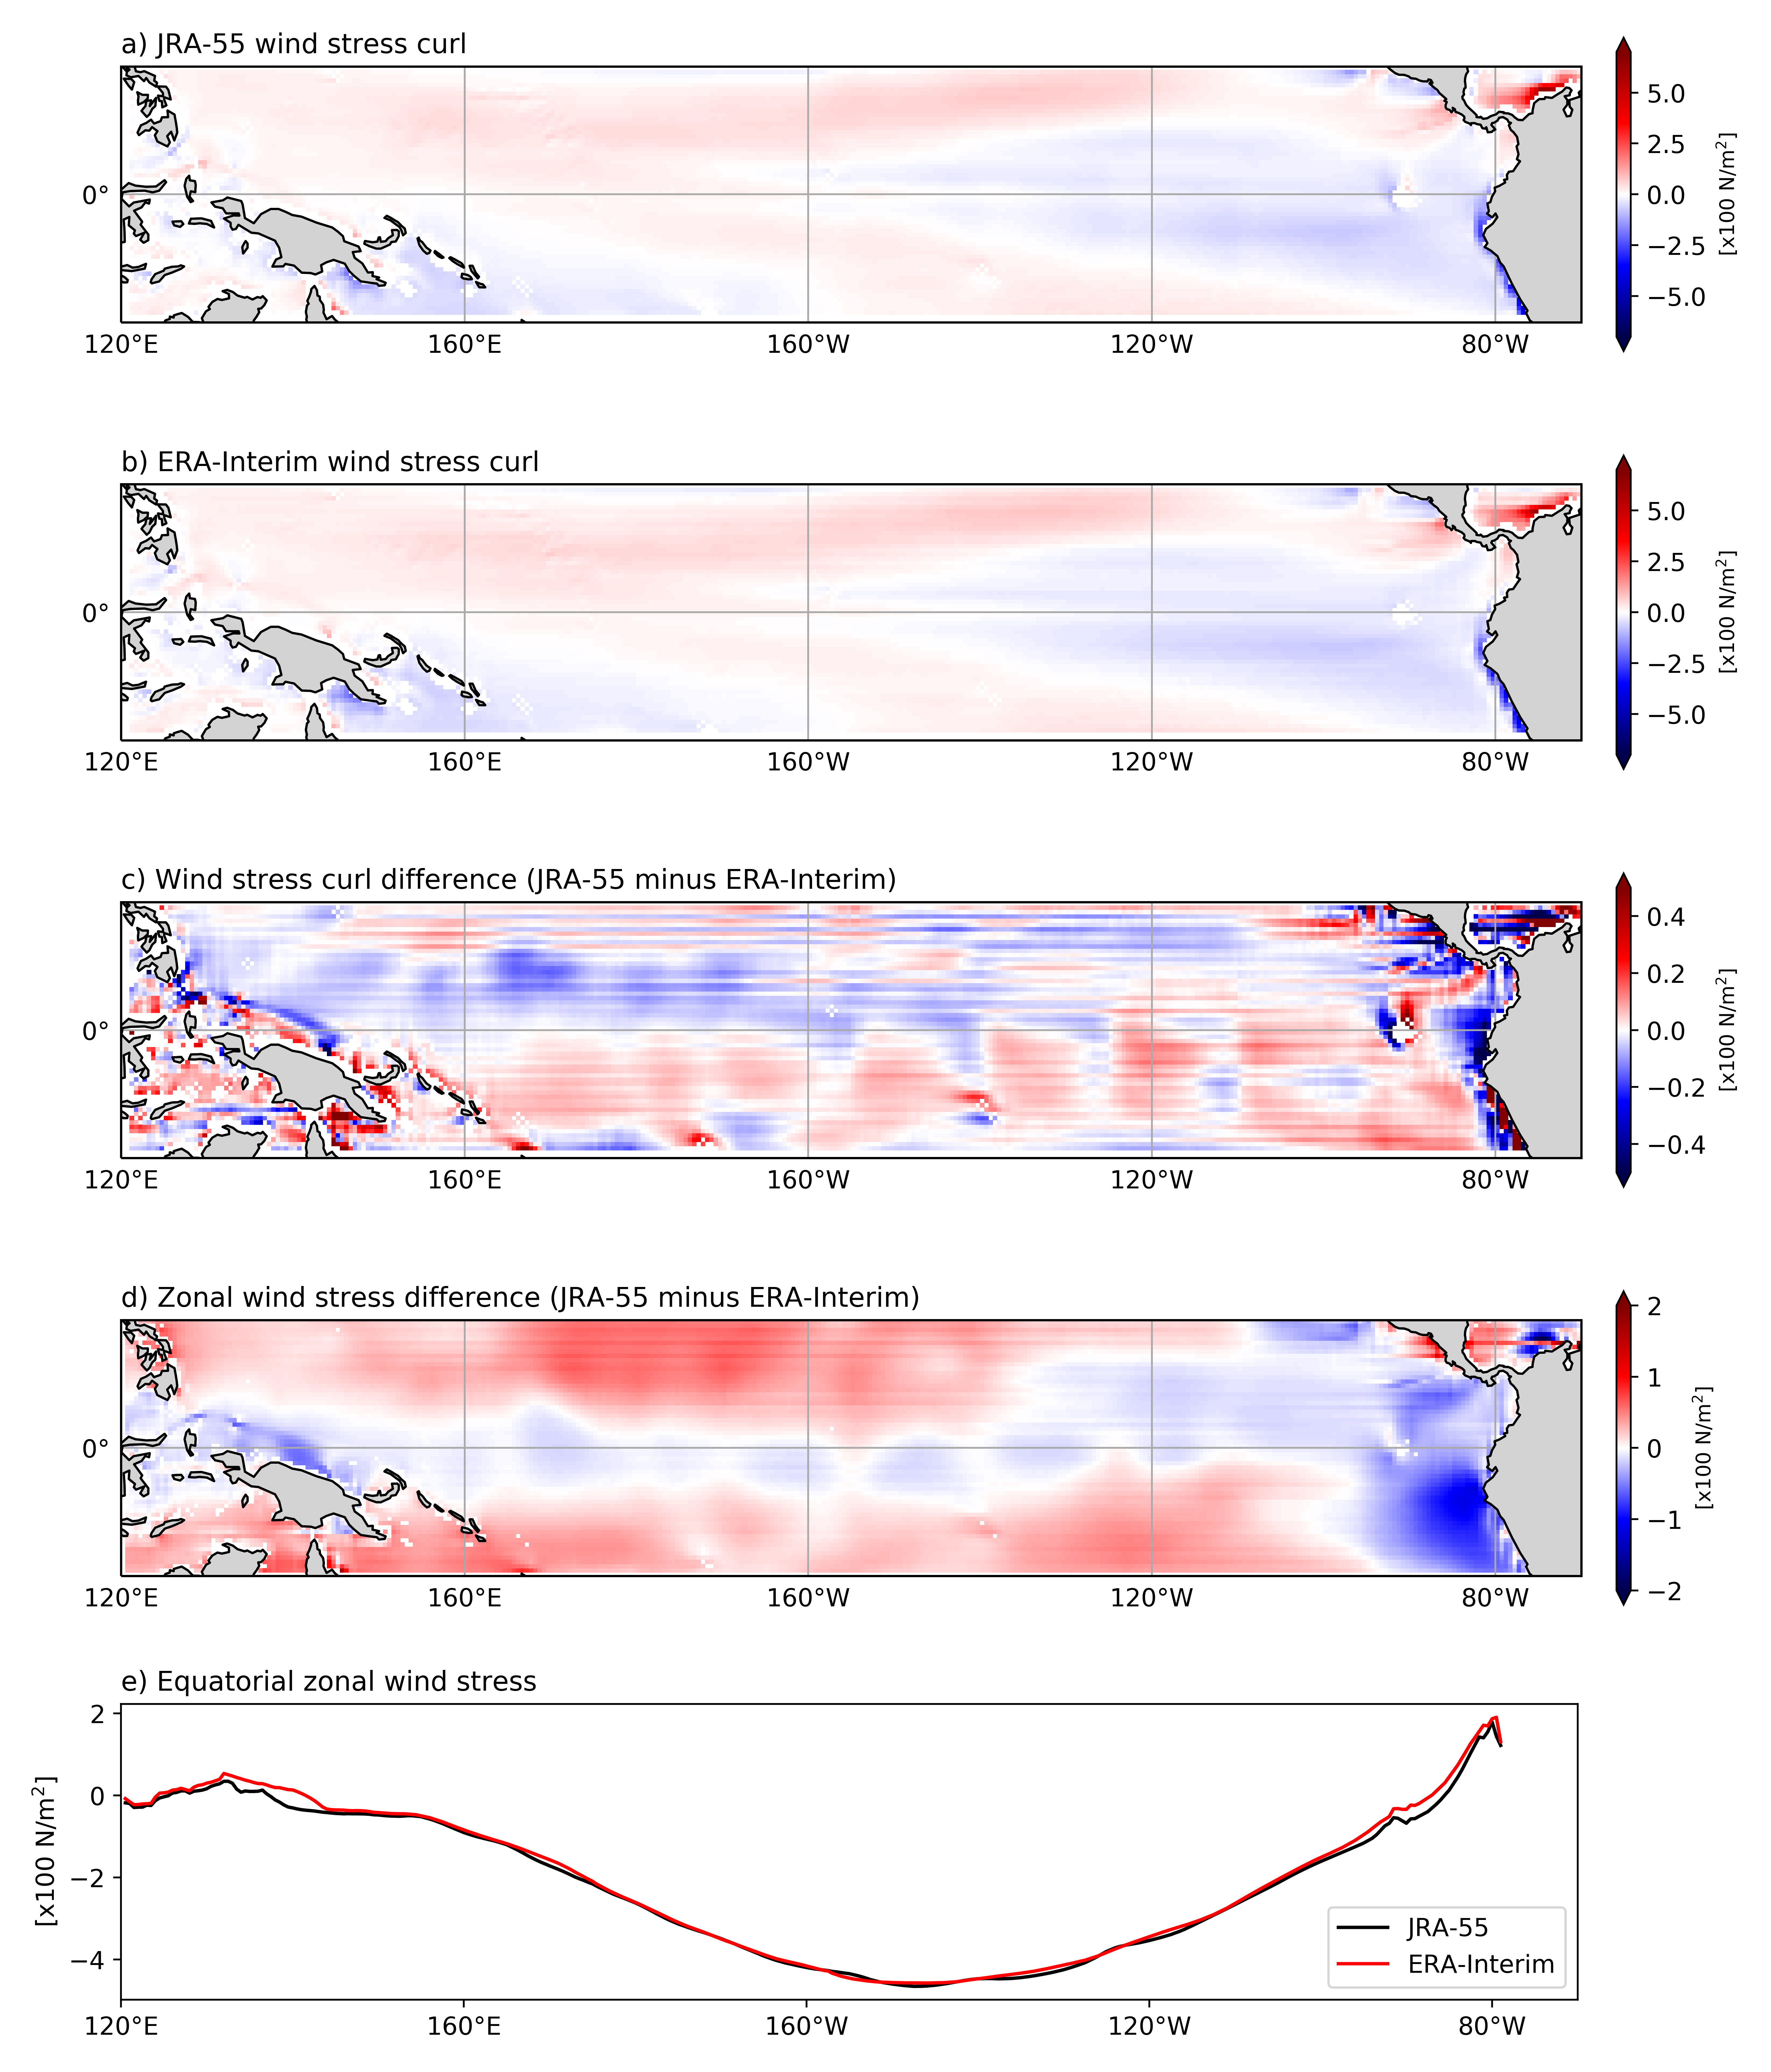 a) JRA-55 wind stress curl
0°
120°E 160°E 160°W 120°W 80°W
5.0
2.5
0.0
−2.5
−5.0
[x100 N/m²]
b) ERA-Interim wind stress curl
0°
120°E 160°E 160°W 120°W 80°W
5.0
2.5
0.0
−2.5
−5.0
[x100 N/m²]
c) Wind stress curl difference (JRA-55 minus ERA-Interim)
0°
120°E 160°E 160°W 120°W 80°W
0.4
0.2
0.0
−0.2
−0.4
[x100 N/m²]
d) Zonal wind stress difference (JRA-55 minus ERA-Interim)
0°
120°E 160°E 160°W 120°W 80°W
2
1
0
−1
−2
[x100 N/m²]
e) Equatorial zonal wind stress
2
0
−2
−4
[x100 N/m²]
JRA-55
ERA-Interim
120°E 160°E 160°W 120°W 80°W